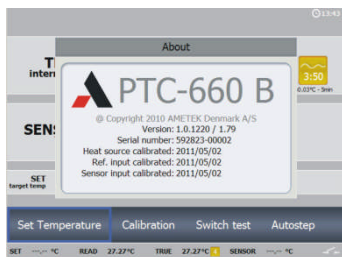 13:43
About
PTC-660 B
@ Copyright 2010 AMETEK Denmark A/S
Version: 1.0.1220 / 1.79
Serial number: 592823-00002
Heat source calibrated: 2011/05/02
Ref. input calibrated: 2011/05/02
Sensor input calibrated: 2011/05/02
T
intern
3:50
0.03°C - 5min
SEN
SET
target temp
Set Temperature Calibration Switch test Autostep
SET --.-- °C READ 27.27°C TRUE 27.27°C SENSOR --.-- °C